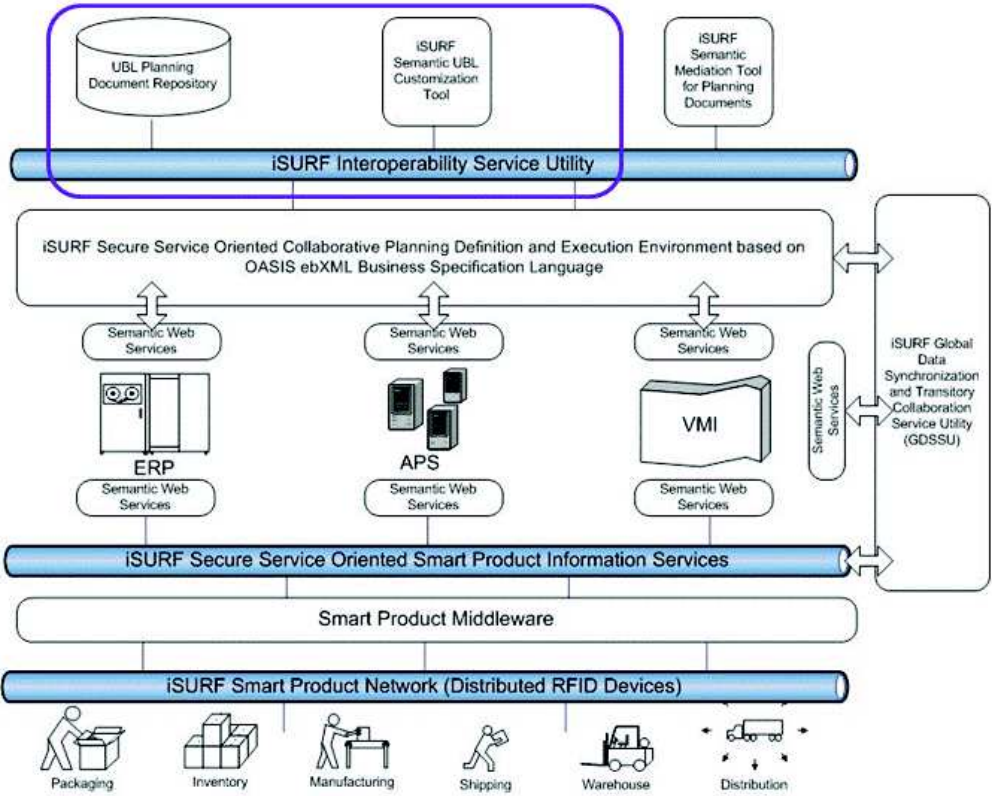 UBL Planning
Document Repository
iSURF
Semantic UBL
Customization
Tool
iSURF
Semantic
Mediation Tool
for Planning
Documents
iSURF Interoperability Service Utility
iSURF Secure Service Oriented Collaborative Planning Definition and Execution Environment based on
OASIS ebXML Business Specification Language
Semantic Web
Services
Semantic Web
Services
Semantic Web
Services
ERP
APS
VMI
Semantic Web
Services
iSURF Global
Data
Synchronization
and Transitory
Collaboration
Service Utility
(GDSSU)
Semantic Web
Services
Semantic Web
Services
Semantic Web
Services
iSURF Secure Service Oriented Smart Product Information Services
Smart Product Middleware
iSURF Smart Product Network (Distributed RFID Devices)
Packaging
Inventory
Manufacturing
Shipping
Warehouse
Distribution